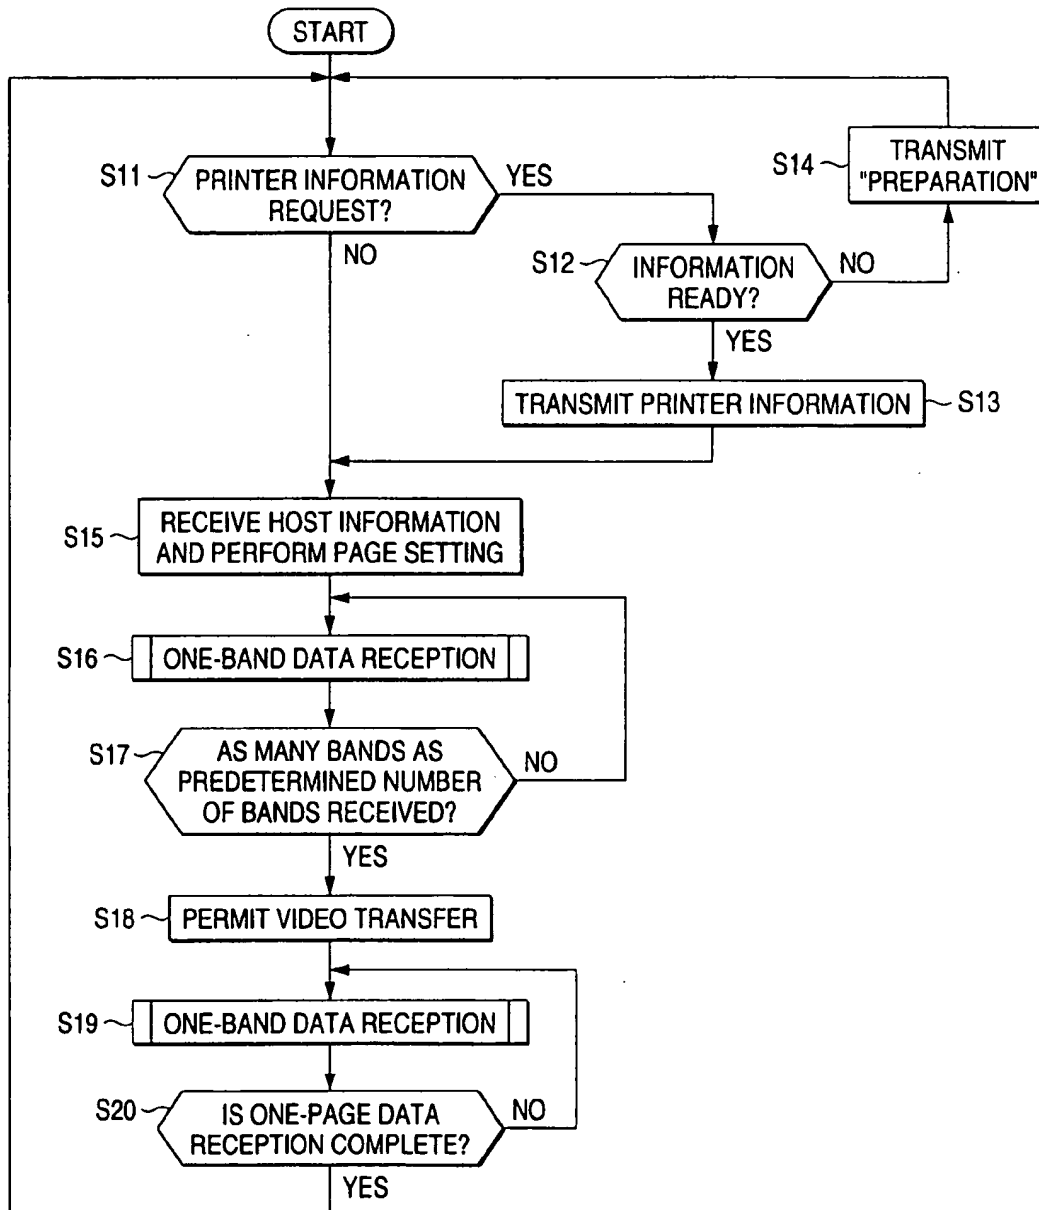 START
S11
PRINTER INFORMATION
REQUEST?
YES
NO
S14
TRANSMIT
"PREPARATION"
S12
INFORMATION
READY?
NO
YES
TRANSMIT PRINTER INFORMATION
S13
S15
RECEIVE HOST INFORMATION
AND PERFORM PAGE SETTING
S16
ONE-BAND DATA RECEPTION
S17
AS MANY BANDS AS
PREDETERMINED NUMBER
OF BANDS RECEIVED?
NO
YES
S18
PERMIT VIDEO TRANSFER
S19
ONE-BAND DATA RECEPTION
S20
IS ONE-PAGE DATA
RECEPTION COMPLETE?
NO
YES